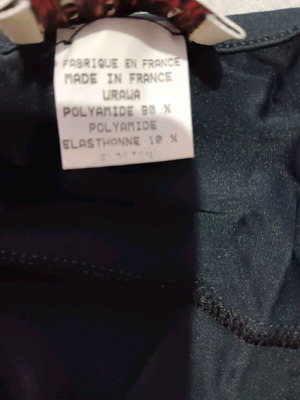 FABRIQUE EN FRANCE
MADE IN FRANCE
URAWA
POLYAMIDE 90 %
POLYAMIDE
ELASTHANNE 10 %